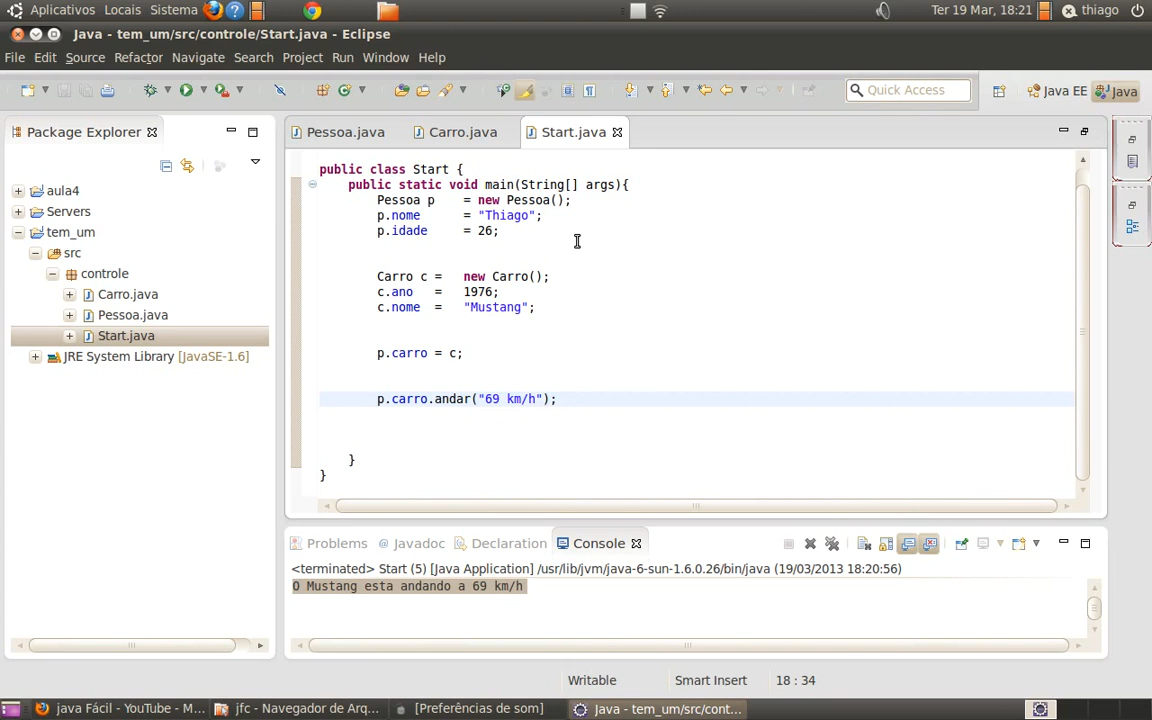 Aplicativos Locais Sistema ? Ter 19 Mar, 18:21 thiago
Java - tem_um/src/controle/Start.java - Eclipse
File Edit Source Refactor Navigate Search Project Run Window Help
Quick Access Java EE Java
Package Explorer Pessoa.java Carro.java Start.java
aula4
Servers
tem_um
src
controle
Carro.java
Pessoa.java
Start.java
JRE System Library [JavaSE-1.6]
public class Start {
public static void main(String[] args){
Pessoa p = new Pessoa();
p.nome = "Thiago";
p.idade = 26;
Carro c = new Carro();
c.ano = 1976;
c.nome = "Mustang";
p.carro = c;
p.carro.andar("69 km/h");
}
}
Problems @ Javadoc Declaration Console
<terminated> Start (5) [Java Application] /usr/lib/jvm/java-6-sun-1.6.0.26/bin/java (19/03/2013 18:20:56)
O Mustang esta andando a 69 km/h
Writable Smart Insert 18 : 34
java Fácil - YouTube - M... jfc - Navegador de Arq... [Preferências de som] Java - tem_um/src/cont...